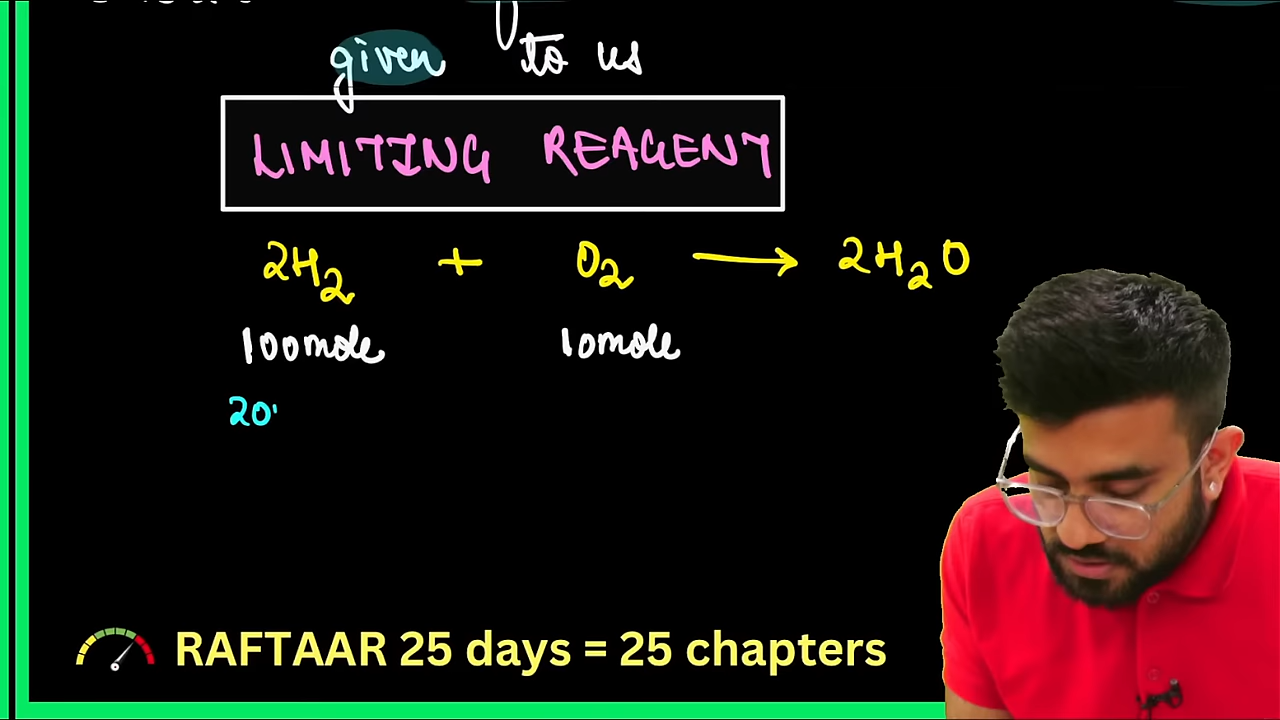 given to us
LIMITING REAGENT
2H₂ + O₂ ⟶ 2H₂O
100mole 10mole
20
RAFTAAR 25 days = 25 chapters